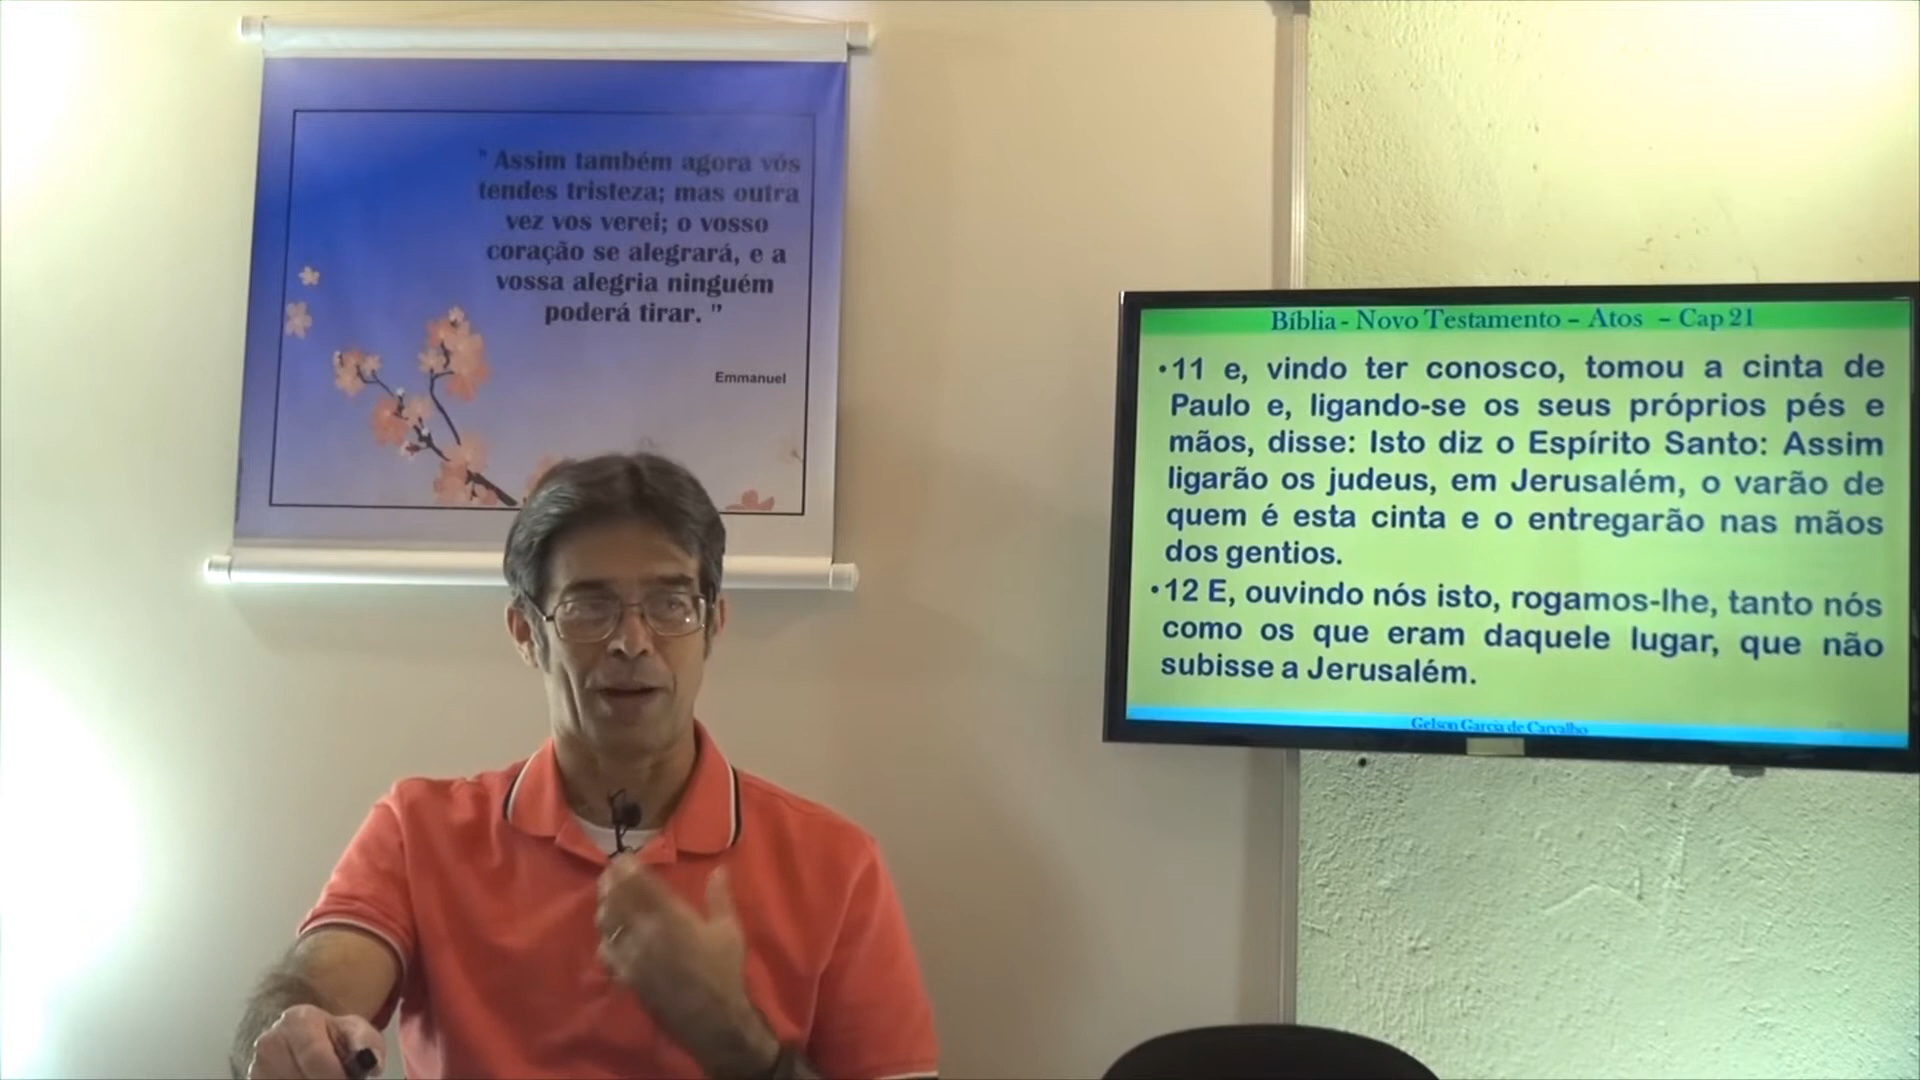 " Assim também agora vós
tendes tristeza; mas outra
vez vos verei; o vosso
coração se alegrará, e a
vossa alegria ninguém
poderá tirar. "
Emmanuel
Bíblia - Novo Testamento – Atos – Cap 21
•11 e, vindo ter conosco, tomou a cinta de
Paulo e, ligando-se os seus próprios pés e
mãos, disse: Isto diz o Espírito Santo: Assim
ligarão os judeus, em Jerusalém, o varão de
quem é esta cinta e o entregarão nas mãos
dos gentios.
•12 E, ouvindo nós isto, rogamos-lhe, tanto nós
como os que eram daquele lugar, que não
subisse a Jerusalém.
Gelson Garcia de Carvalho